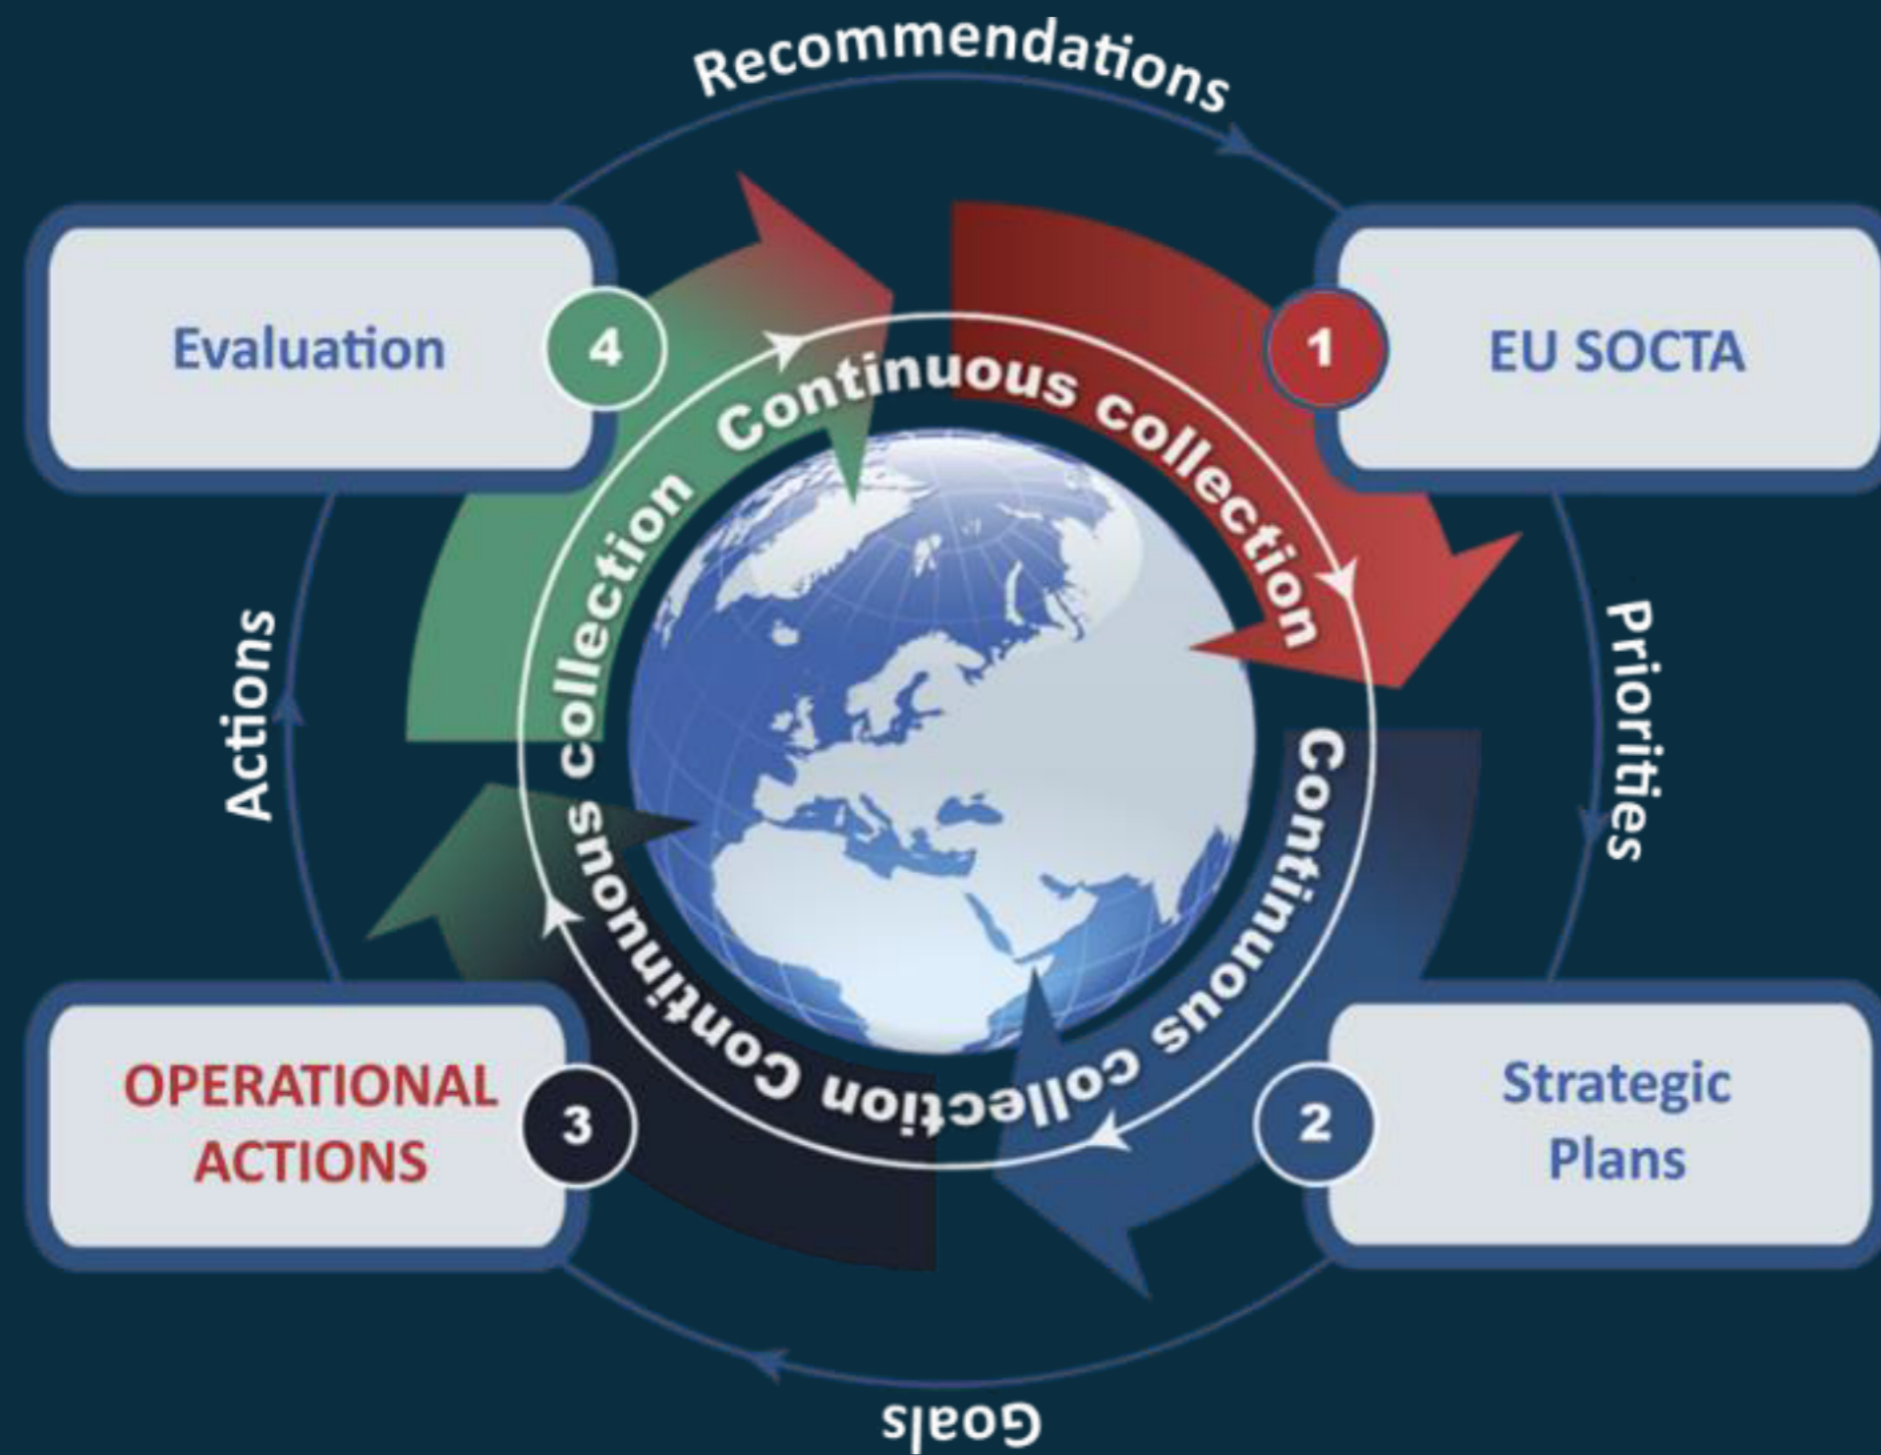 Recommendations
Evaluation
4
1
EU SOCTA
Continuous collection
Priorities
Continuous collection
2
Strategic
Plans
Goals
3
OPERATIONAL
ACTIONS
Continuous collection
Actions